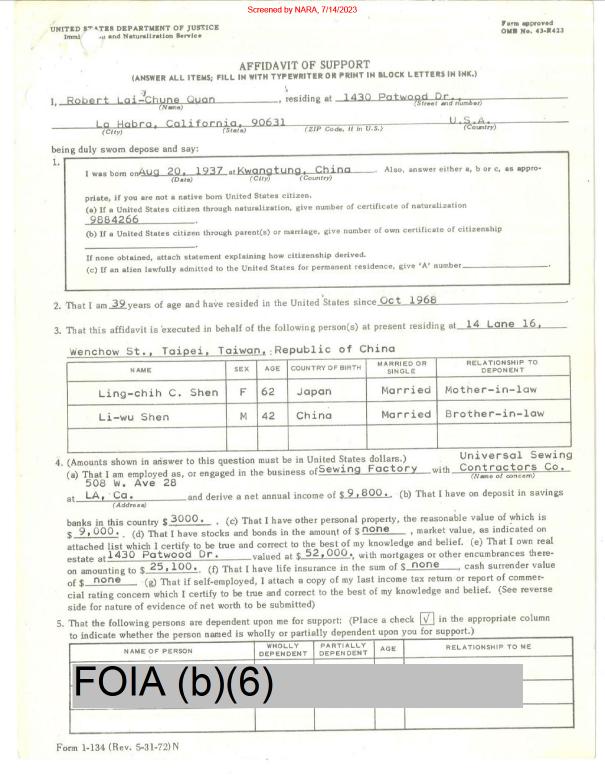 Screened by NARA, 7/14/2023
UNITED STATES DEPARTMENT OF JUSTICE
Form approved
Immi and Naturalization Service
OMB No. 43-R423
AFFIDAVIT OF SUPPORT
(ANSWER ALL ITEMS; FILL IN WITH TYPEWRITER OR PRINT IN BLOCK LETTERS IN INK.)
I, Robert Lai-Chune Quan, residing at 1430 Patwood Dr.,
(Name) (Street and number)
La Habra, California, 90631 U.S.A.
(City) (State) (ZIP Code, if in U.S.) (Country)
being duly sworn depose and say:
1.
I was born on Aug 20, 1937 at Kwangtung, China. Also, answer either a, b or c, as appro-
(Date) (City) (Country)
priate, if you are not a native born United States citizen.
(a) If a United States citizen through naturalization, give number of certificate of naturalization
9884266.
(b) If a United States citizen through parent(s) or marriage, give number of own certificate of citizenship
If none obtained, attach statement explaining how citizenship derived.
(c) If an alien lawfully admitted to the United States for permanent residence, give 'A' number
2. That I am 39 years of age and have resided in the United States since Oct 1968
3. That this affidavit is executed in behalf of the following person(s) at present residing at 14 Lane 16,
Wenchow St., Taipei, Taiwan, Republic of China
NAME SEX AGE COUNTRY OF BIRTH MARRIED OR SINGLE RELATIONSHIP TO DEPONENT
Ling-chih C. Shen F 62 Japan Married Mother-in-law
Li-wu Shen M 42 China Married Brother-in-law
4. (Amounts shown in answer to this question must be in United States dollars.) Universal Sewing
(a) That I am employed as, or engaged in the business of Sewing Factory with Contractors Co.
508 W. Ave 28 (Name of concern)
at LA, Ca. and derive a net annual income of $ 9,800.. (b) That I have on deposit in savings
(Address)
banks in this country $ 3000. . (c) That I have other personal property, the reasonable value of which is
$ 9,000.. (d) That I have stocks and bonds in the amount of $ none , market value, as indicated on
attached list which I certify to be true and correct to the best of my knowledge and belief. (e) That I own real
estate at 1430 Patwood Dr. valued at $ 52,000., with mortgages or other encumbrances there-
on amounting to $ 25,100. . (f) That I have life insurance in the sum of $ none , cash surrender value
of $ none (g) That if self-employed, I attach a copy of my last income tax return or report of commer-
cial rating concern which I certify to be true and correct to the best of my knowledge and belief. (See reverse
side for nature of evidence of net worth to be submitted)
5. That the following persons are dependent upon me for support: (Place a check √ in the appropriate column
to indicate whether the person named is wholly or partially dependent upon you for support.)
NAME OF PERSON WHOLLY DEPENDENT PARTIALLY DEPENDENT AGE RELATIONSHIP TO ME
FOIA (b)(6)
Form I-134 (Rev. 5-31-72) N